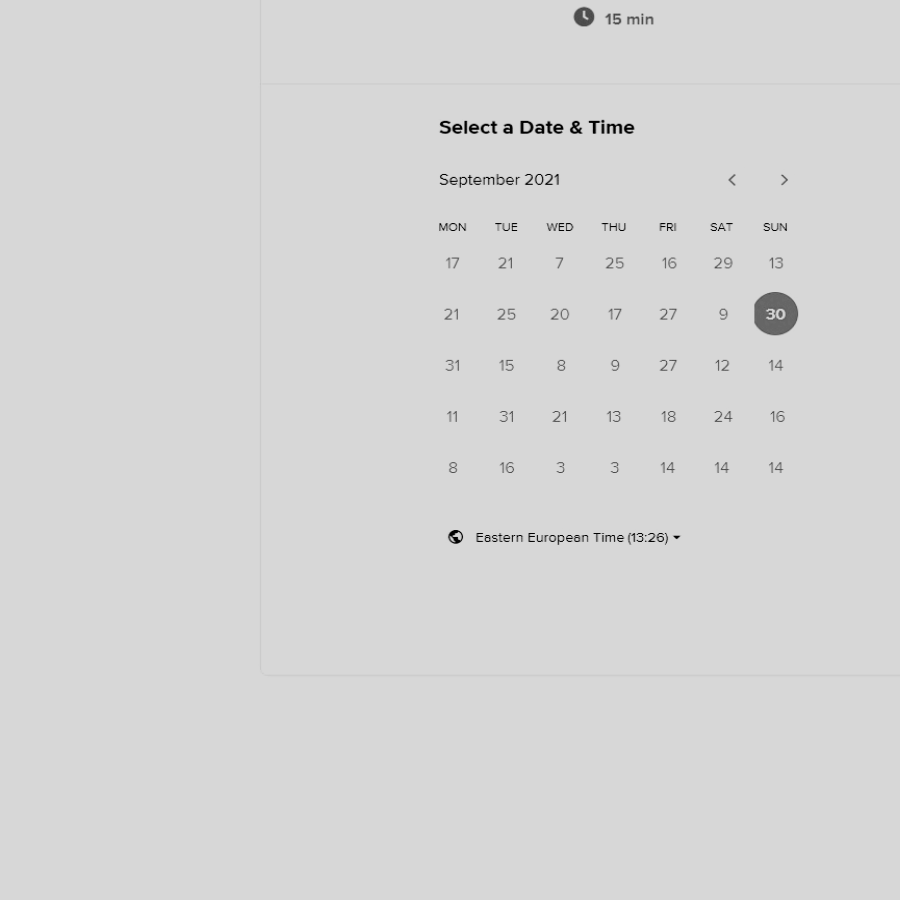 15 min
Select a Date & Time
September 2021
MON TUE WED THU FRI SAT SUN
17 21 7 25 16 29 13
21 25 20 17 27 9 30
31 15 8 9 27 12 14
11 31 21 13 18 24 16
8 16 3 3 14 14 14
Eastern European Time (13:26)